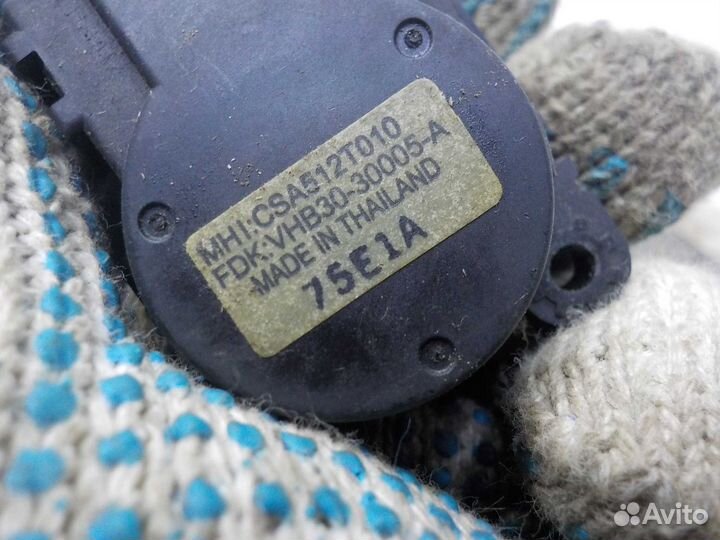 MHI:CSA512T010
FDK:VHB30-30005-A
MADE IN THAILAND
75E1A
Avito